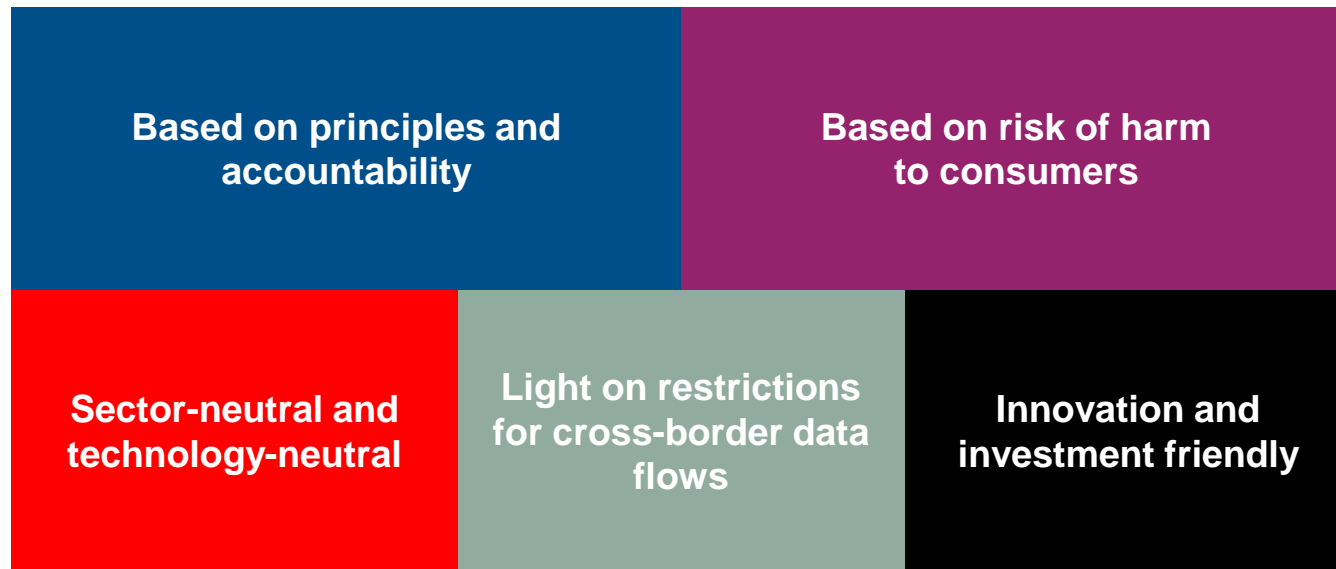 Based on principles and
accountability
Based on risk of harm
to consumers
Sector-neutral and
technology-neutral
Light on restrictions
for cross-border data
flows
Innovation and
investment friendly